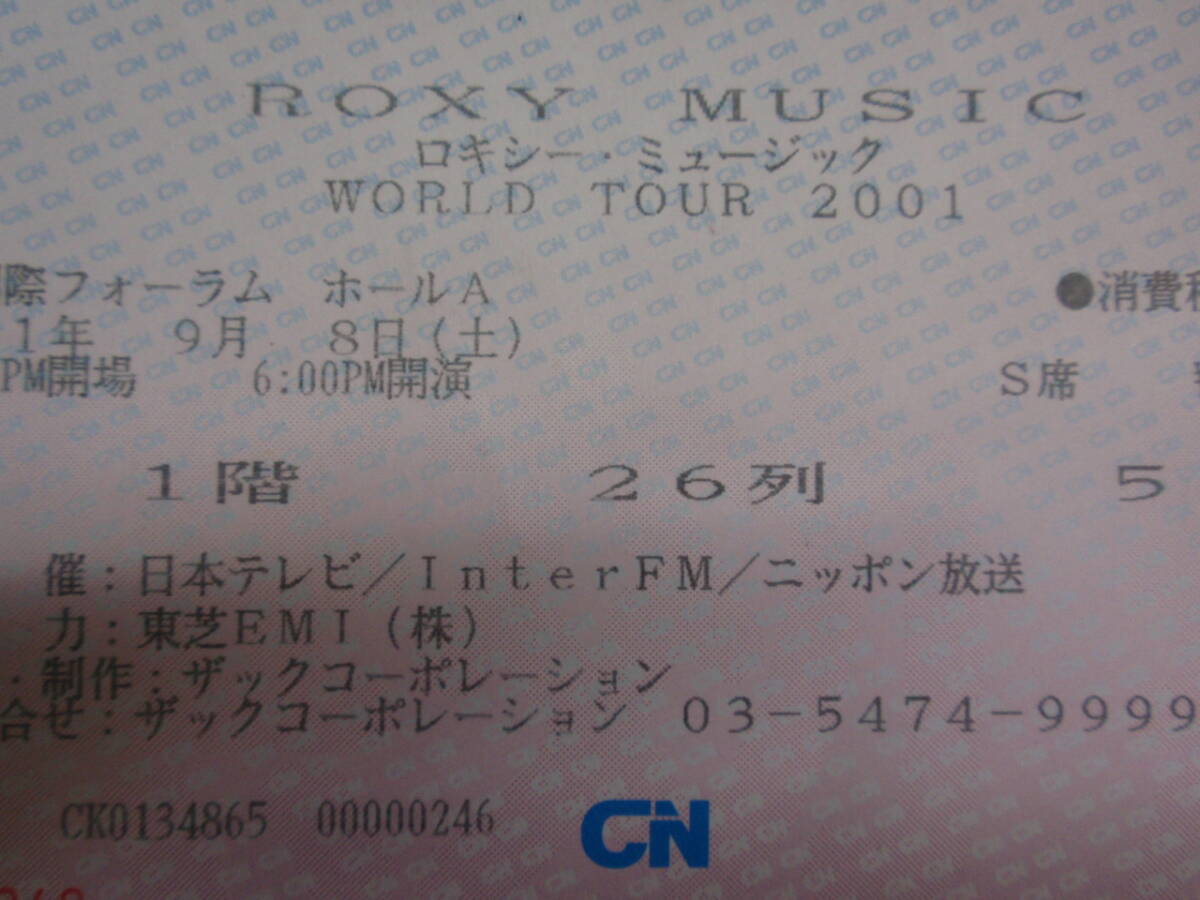 ROXY MUSIC
ロキシー・ミュージック
WORLD TOUR 2001
際フォーラム ホールA
●消費税
1年 9月 8日(土)
PM開場 6:00PM開演
S席
1階 26列 5
催:日本テレビ/InterFM/ニッポン放送
力:東芝EMI(株)
・制作:ザックコーポレーション
合せ:ザックコーポレーション 03-5474-9999
CK0134865 00000246
CN